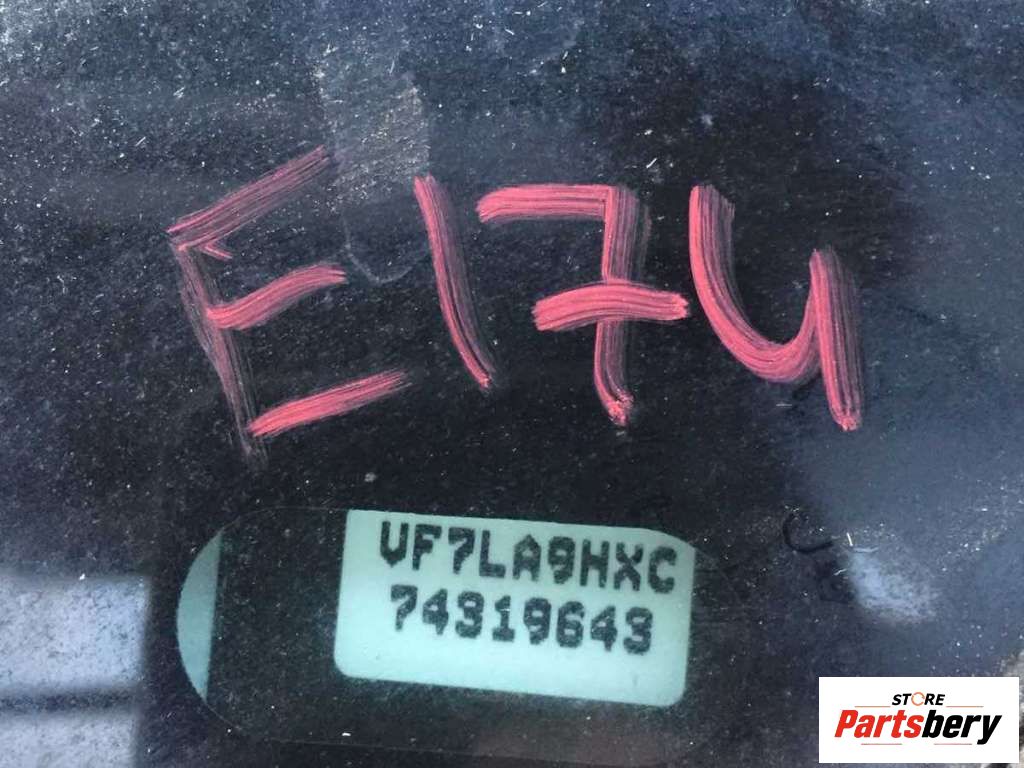 E174
VF7LA9HXC
74319643
STORE
Partsbery